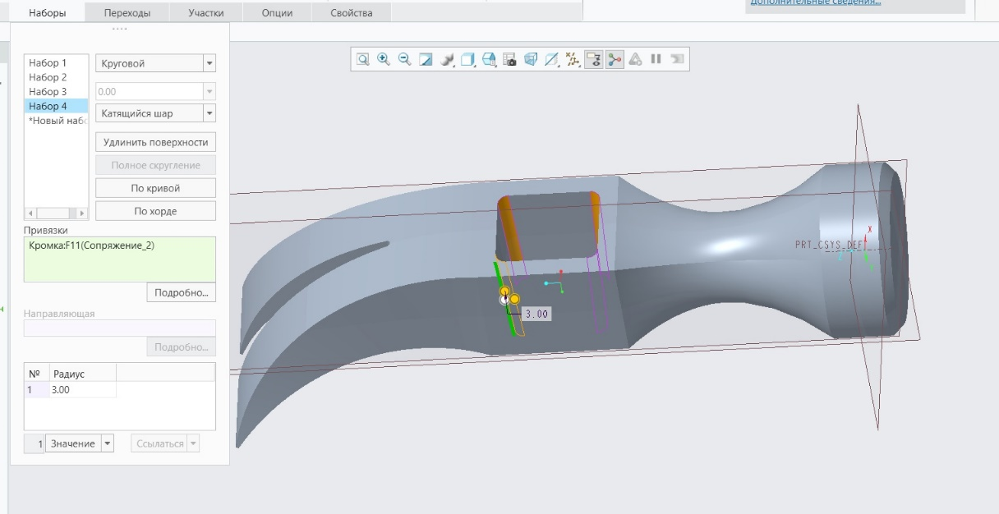 Дополнительные сведения...
Наборы Переходы Участки Опции Свойства
Набор 1
Набор 2
Набор 3
Набор 4
*Новый наб
Круговой
0.00
Катящийся шар
Удлинить поверхности
Полное скругление
По кривой
По хорде
Привязки
Кромка:F11(Сопряжение_2)
Подробно...
Направляющая
Подробно...
№ Радиус
1 3.00
1 Значение Ссылаться
3.00
PRT_CSYS_DEF
X